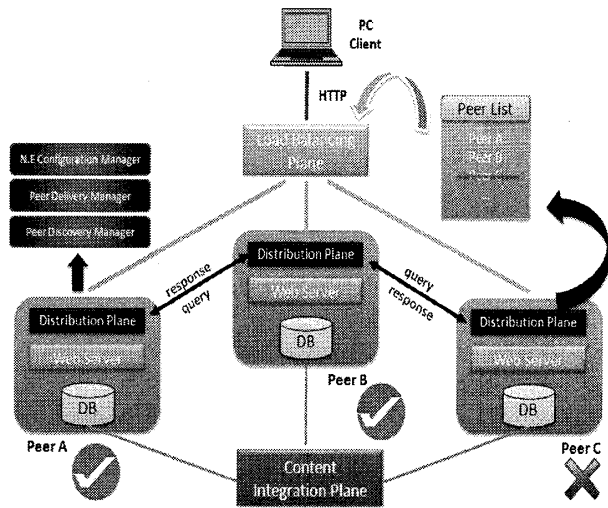 PC
Client
HTTP
Peer List
Peer A
Peer B
Load Balancing
Plane
N.E Configuration Manager
Peer Delivery Manager
Peer Discovery Manager
Distribution Plane
Web Server
DB
Peer B
response
query
query
response
Distribution Plane
Web Server
DB
Peer A
Distribution Plane
Web Server
DB
Peer C
Content
Integration Plane